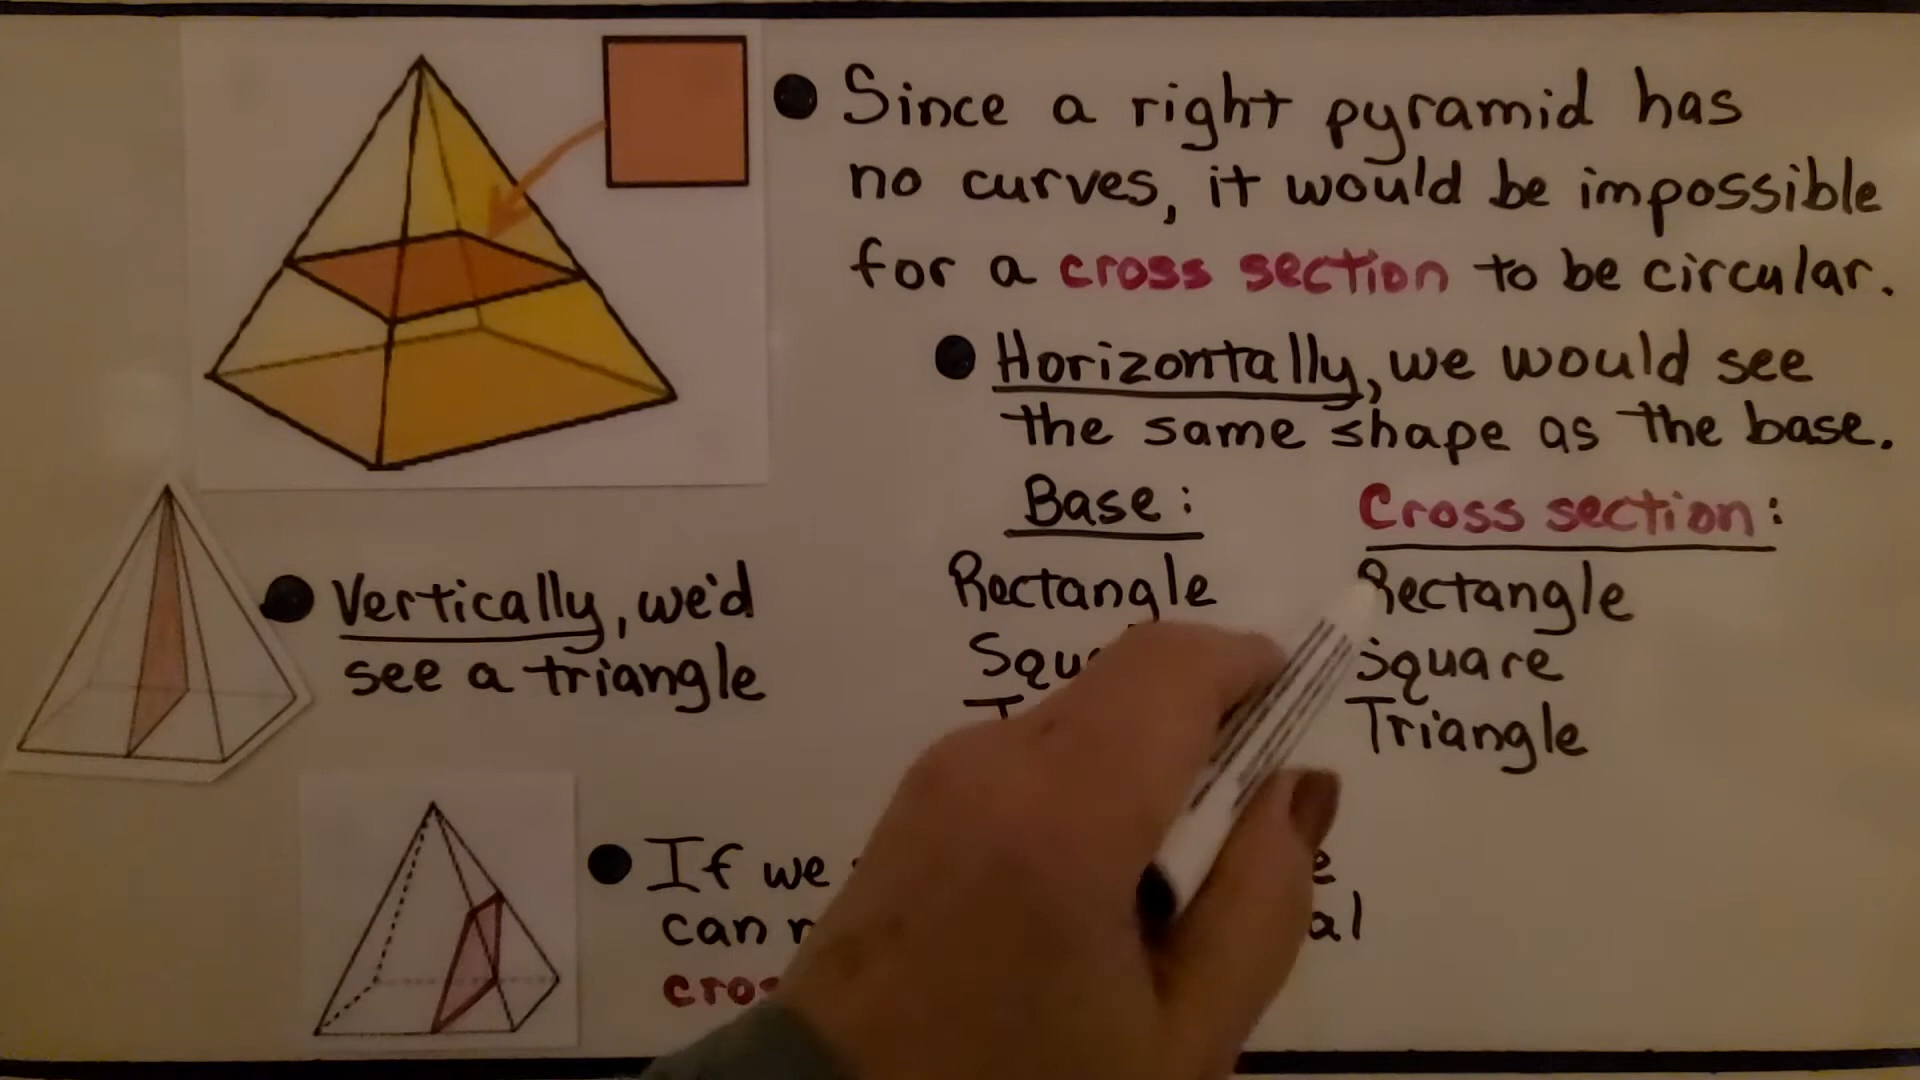 Since a right pyramid has
no curves, it would be impossible
for a cross section to be circular.
Horizontally, we would see
the same shape as the base.
Base: Cross section:
Rectangle Rectangle
Square
Triangle
Vertically, we'd
see a triangle
If we
can